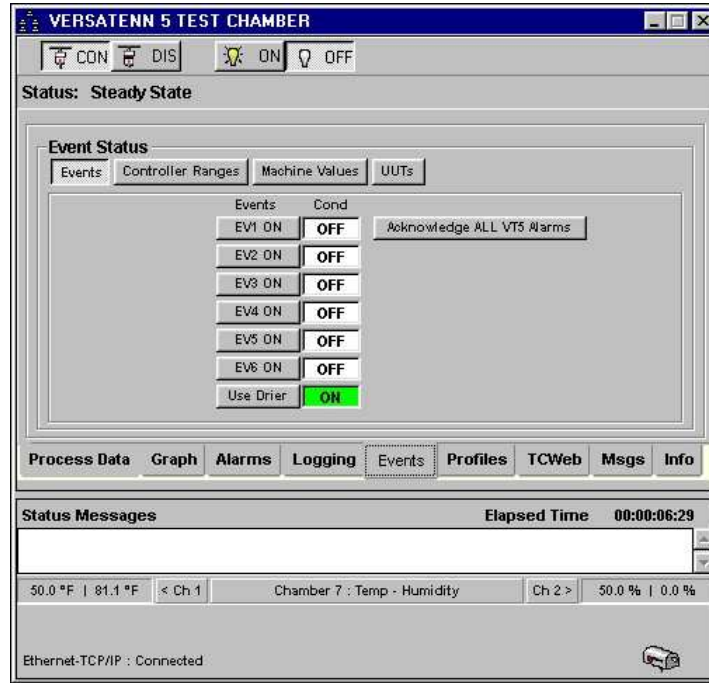 VERSATENN 5 TEST CHAMBER
CON DIS ON OFF
Status: Steady State
Event Status
Events Controller Ranges Machine Values UUTs
Events Cond
EV1 ON OFF Acknowledge ALL VT5 Alarms
EV2 ON OFF
EV3 ON OFF
EV4 ON OFF
EV5 ON OFF
EV6 ON OFF
Use Drier ON
Process Data Graph Alarms Logging Events Profiles TCWeb Msgs Info
Status Messages Elapsed Time 00:00:06:29
50.0 °F | 81.1 °F < Ch 1 Chamber 7 : Temp - Humidity Ch 2 > 50.0 % | 0.0 %
Ethernet-TCP/IP : Connected